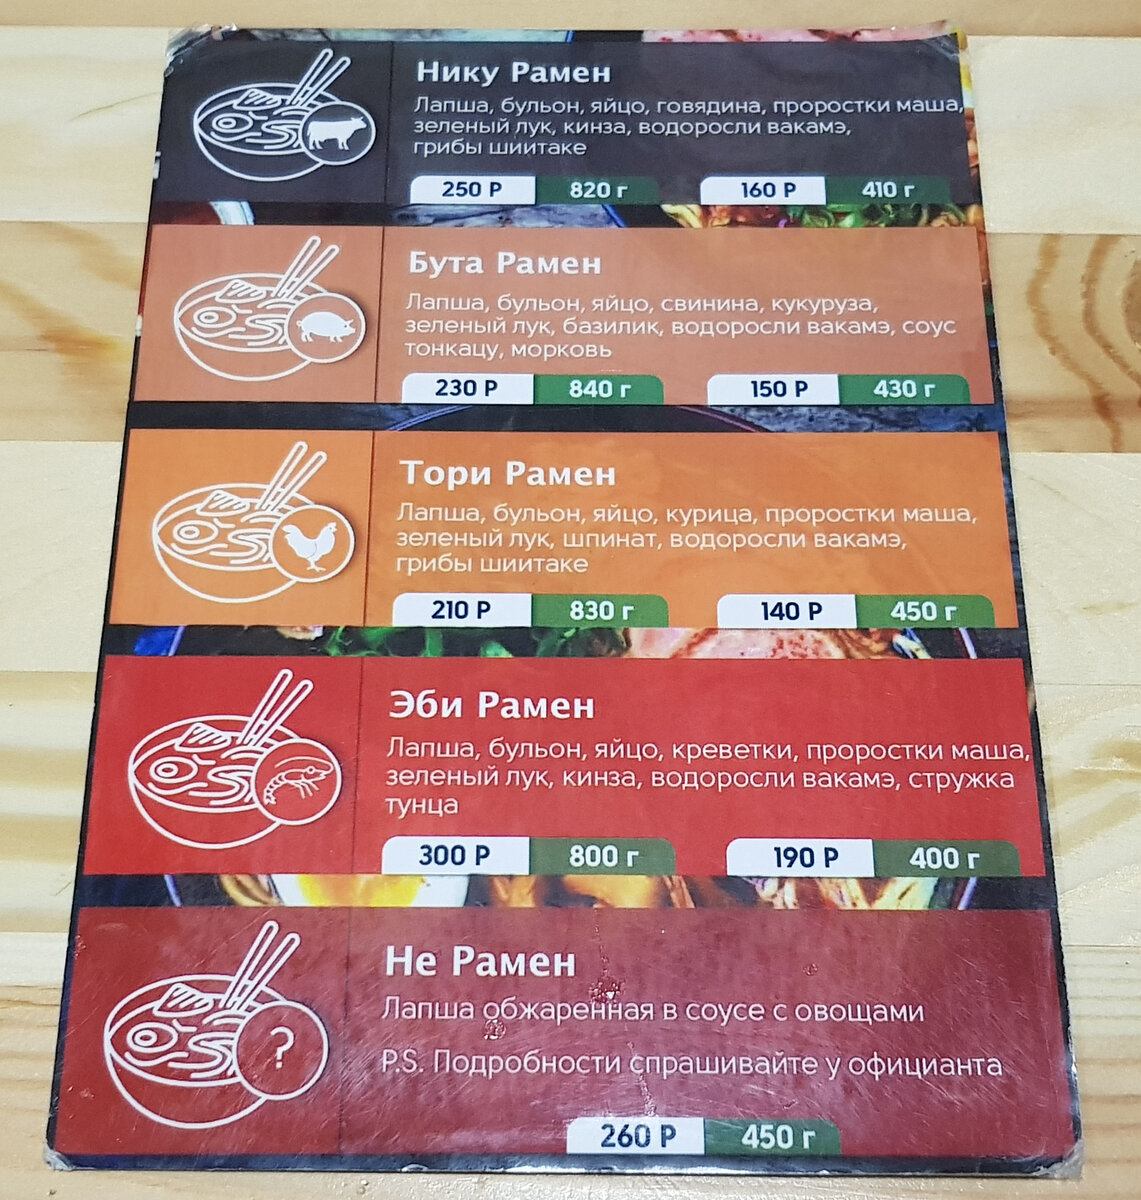 Нику Рамен
Лапша, бульон, яйцо, говядина, проростки маша,
зеленый лук, кинза, водоросли вакамэ,
грибы шиитаке
250 Р 820 г 160 Р 410 г
Бута Рамен
Лапша, бульон, яйцо, свинина, кукуруза,
зеленый лук, базилик, водоросли вакамэ, соус
тонкацу, морковь
230 Р 840 г 150 Р 430 г
Тори Рамен
Лапша, бульон, яйцо, курица, проростки маша,
зеленый лук, шпинат, водоросли вакамэ,
грибы шиитаке
210 Р 830 г 140 Р 450 г
Эби Рамен
Лапша, бульон, яйцо, креветки, проростки маша,
зеленый лук, кинза, водоросли вакамэ, стружка
тунца
300 Р 800 г 190 Р 400 г
Не Рамен
?
Лапша обжаренная в соусе с овощами
P.S. Подробности спрашивайте у официанта
260 Р 450 г